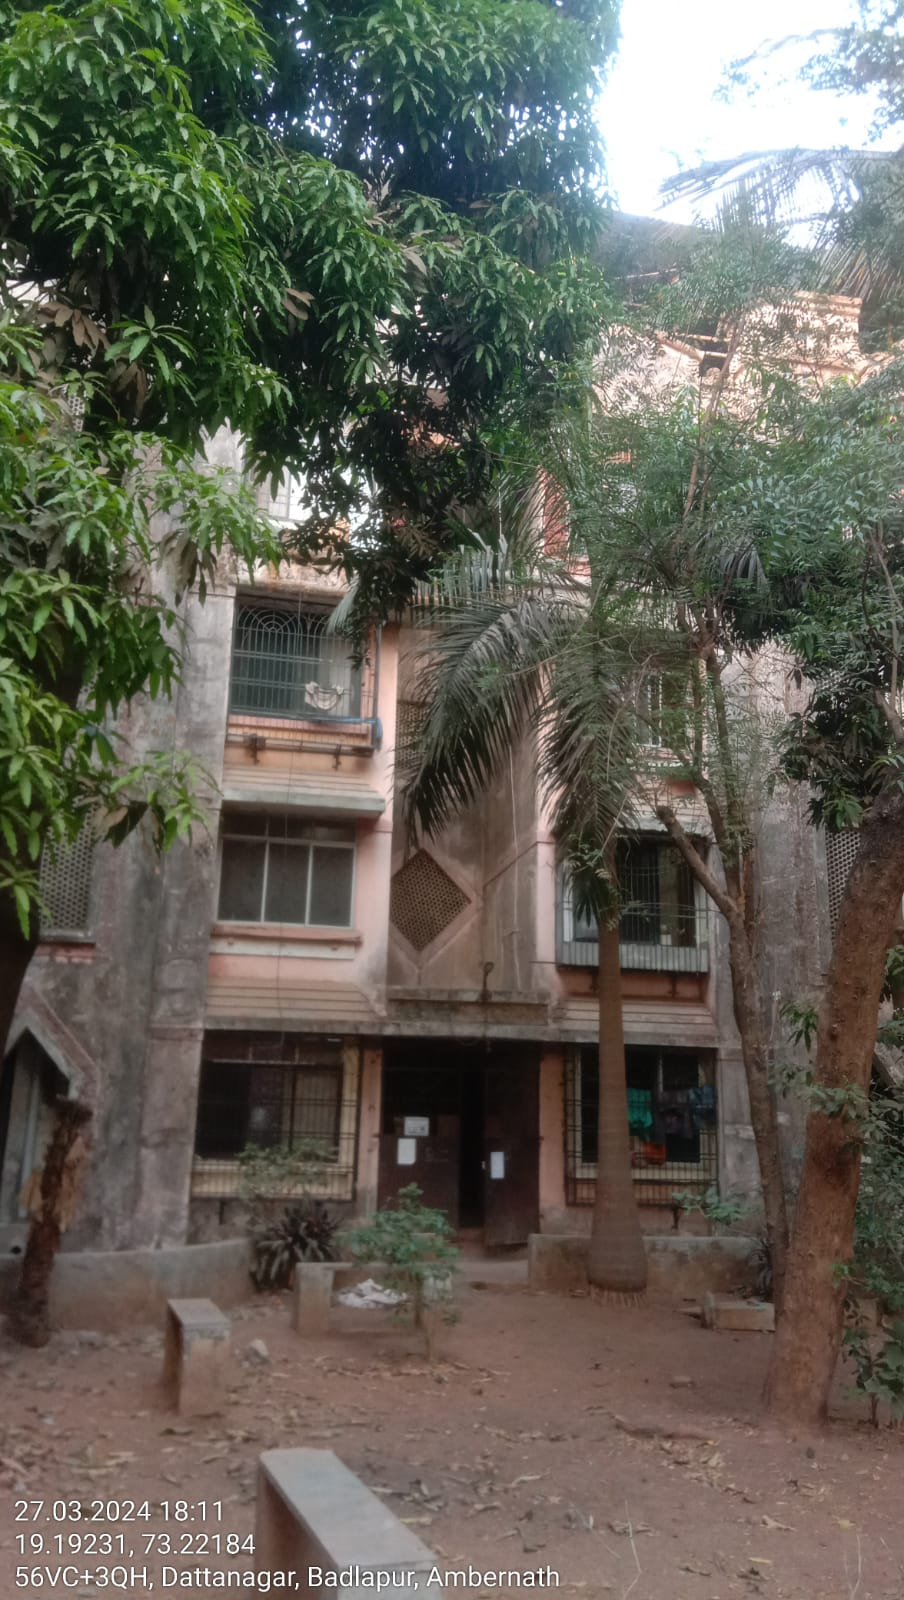 27.03.2024 18:11
19.19231, 73.22184
56VC+3QH, Dattanagar, Badlapur, Ambernath